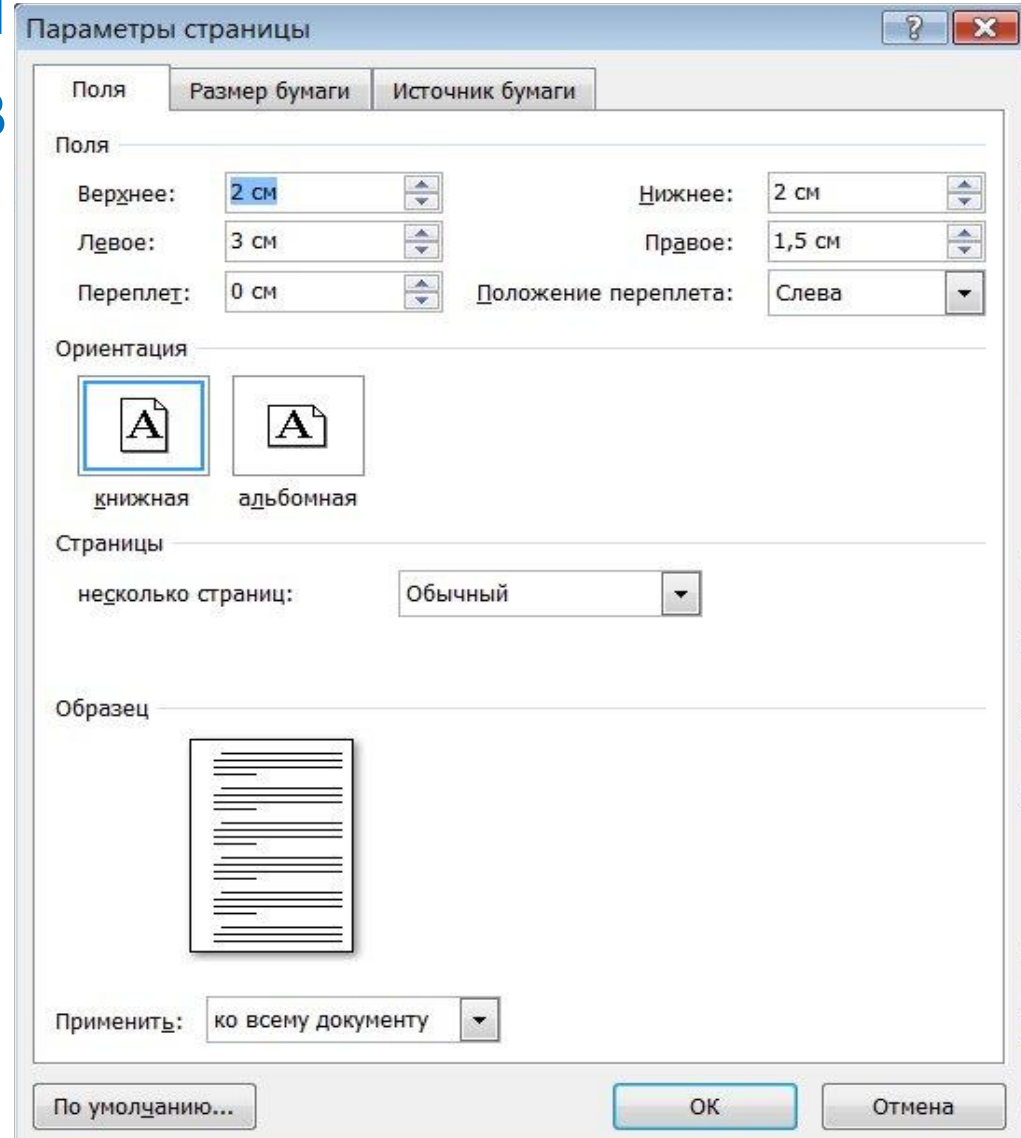 Параметры страницы
Поля Размер бумаги Источник бумаги
Поля
Верхнее: 2 см Нижнее: 2 см
Левое: 3 см Правое: 1,5 см
Переплет: 0 см Положение переплета: Слева
Ориентация
A A
книжная альбомная
Страницы
несколько страниц: Обычный
Образец
Применить: ко всему документу
По умолчанию... ОК Отмена